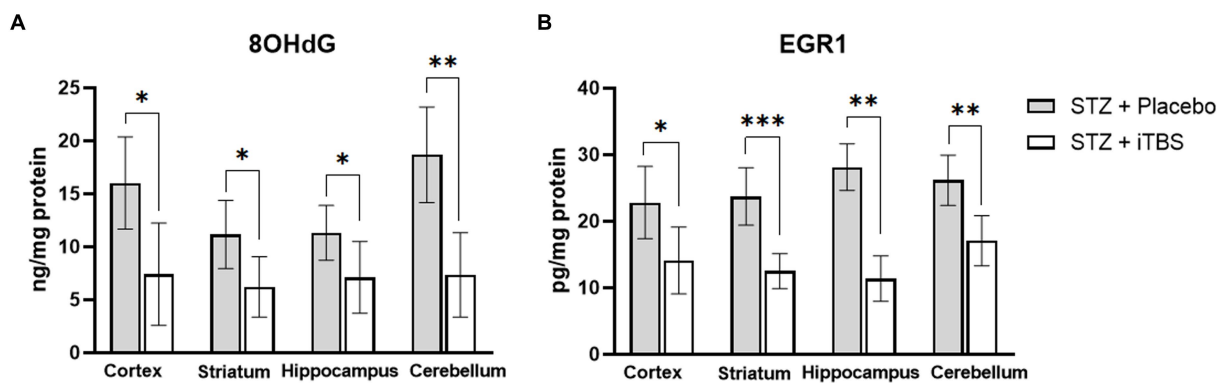 A
8OHdG
ng/mg protein
25
20
15
10
5
0
*
*
*
**
Cortex Striatum Hippocampus Cerebellum
B
EGR1
pg/mg protein
40
30
20
10
0
*
***
**
**
Cortex Striatum Hippocampus Cerebellum
STZ + Placebo
STZ + iTBS